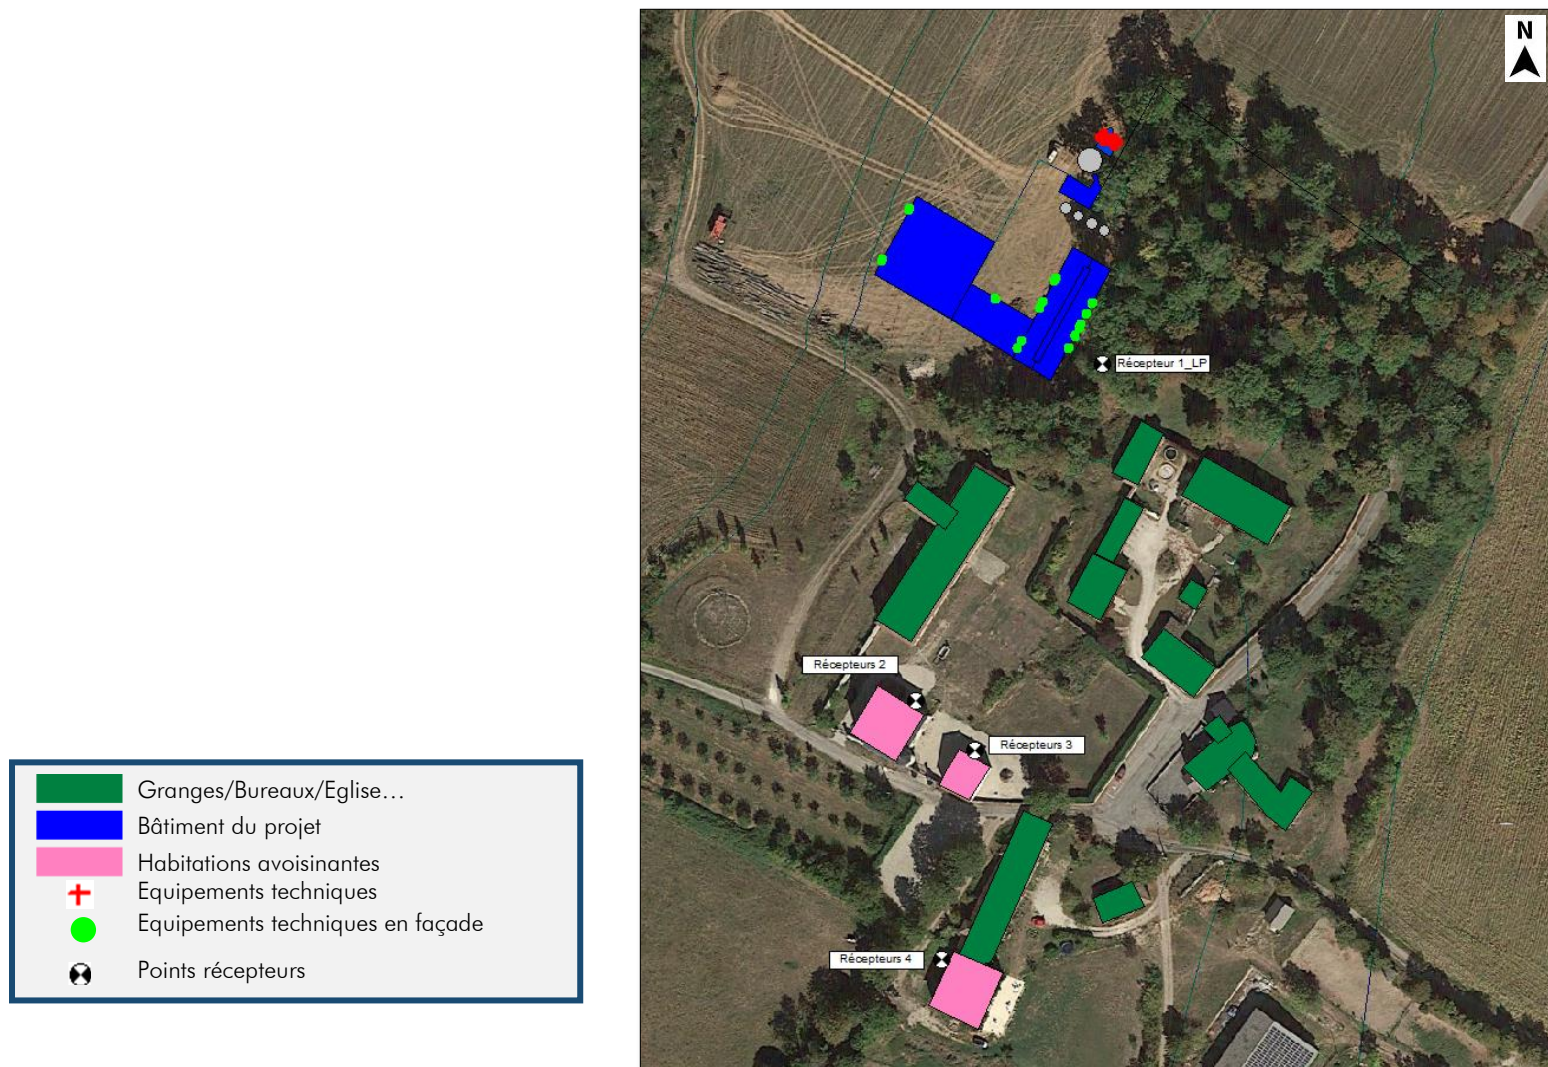 N
Récepteur 1_LP
Récepteurs 2
Récepteurs 3
Récepteurs 4
Granges/Bureaux/Eglise...
Bâtiment du projet
Habitations avoisinantes
Equipements techniques
Equipements techniques en façade
Points récepteurs